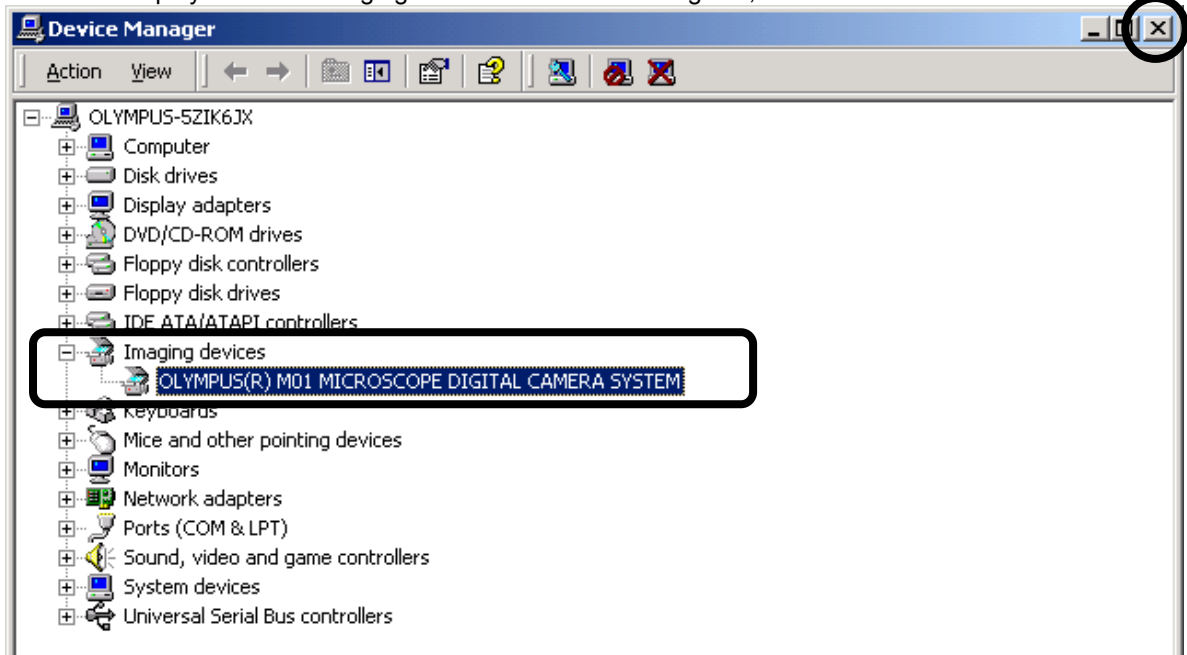 Device Manager
Action View
OLYMPUS-5ZIK6JX
Computer
Disk drives
Display adapters
DVD/CD-ROM drives
Floppy disk controllers
Floppy disk drives
IDE ATA/ATAPI controllers
Imaging devices
OLYMPUS(R) M01 MICROSCOPE DIGITAL CAMERA SYSTEM
Keyboards
Mice and other pointing devices
Monitors
Network adapters
Ports (COM & LPT)
Sound, video and game controllers
System devices
Universal Serial Bus controllers